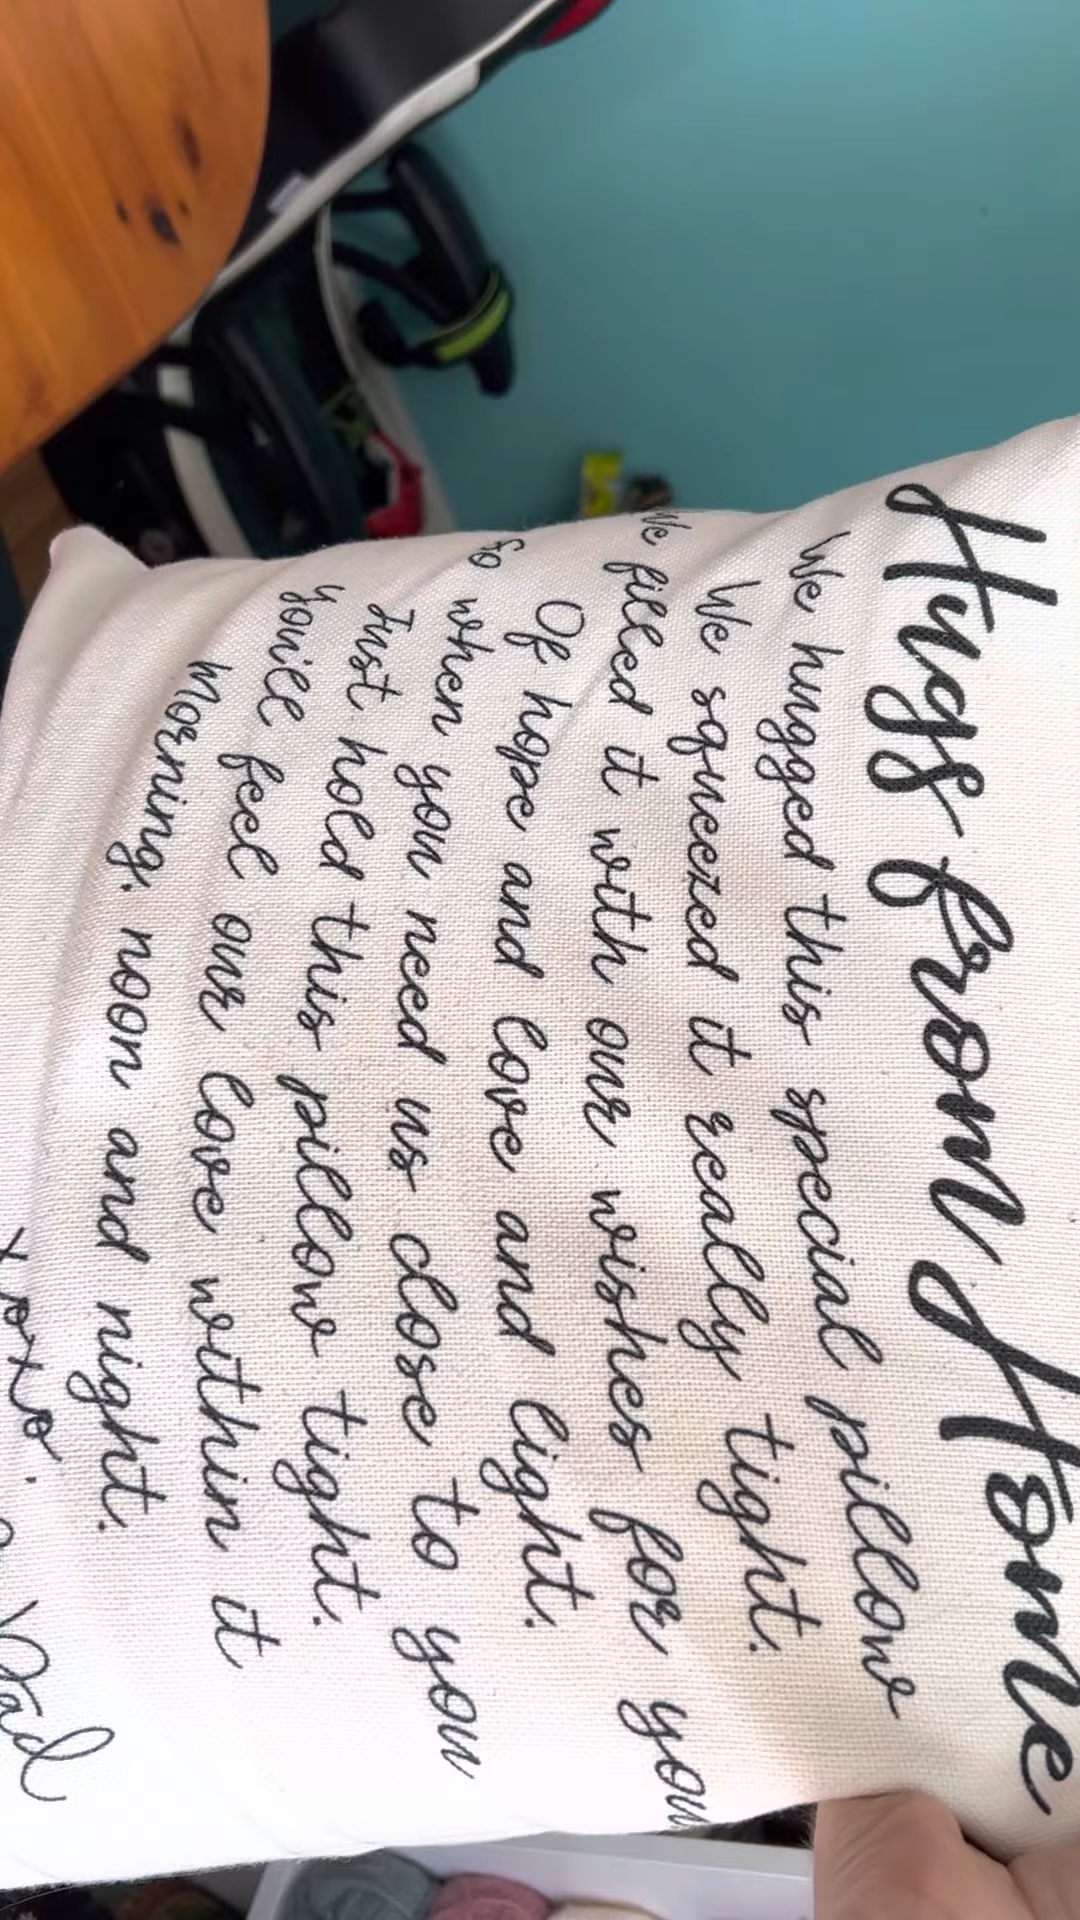 Hugs from Home
We hugged this special pillow
We squeezed it really tight.
We filled it with our wishes for you
Of hope and love and light.
So when you need us close to you
Just hold this pillow tight.
You'll feel our love within it
Morning, noon and night.
xoxo.
Dad